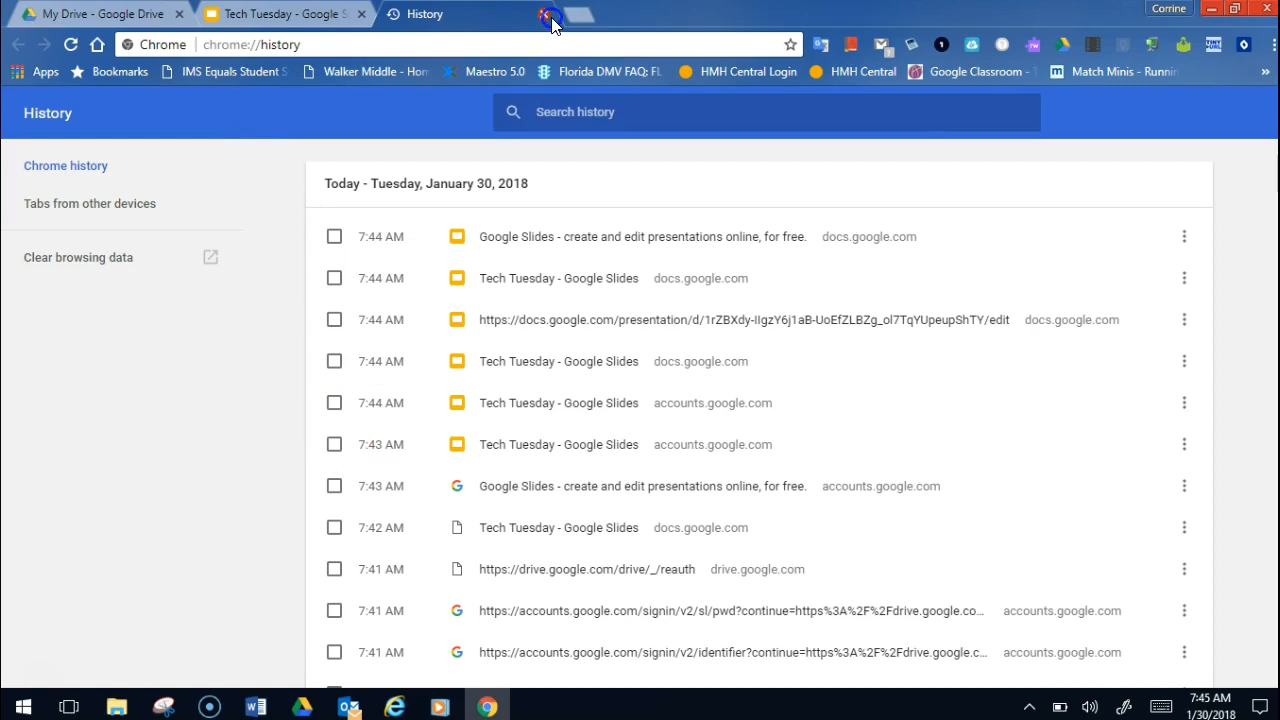 My Drive - Google Drive
Tech Tuesday - Google S
History
Corrine
Chrome
chrome://history
Apps
Bookmarks
IMS Equals Student S
Walker Middle - Hom
Maestro 5.0
Florida DMV FAQ: FL
HMH Central Login
HMH Central
Google Classroom - T
Match Minis - Runnin
History
Search history
Chrome history
Tabs from other devices
Clear browsing data
Today - Tuesday, January 30, 2018
7:44 AM Google Slides - create and edit presentations online, for free. docs.google.com
7:44 AM Tech Tuesday - Google Slides docs.google.com
7:44 AM https://docs.google.com/presentation/d/1rZBXdy-IIgzY6j1aB-UoEfZLBZg_ol7TqYUpeupShTY/edit docs.google.com
7:44 AM Tech Tuesday - Google Slides docs.google.com
7:44 AM Tech Tuesday - Google Slides accounts.google.com
7:43 AM Tech Tuesday - Google Slides accounts.google.com
7:43 AM Google Slides - create and edit presentations online, for free. accounts.google.com
7:42 AM Tech Tuesday - Google Slides docs.google.com
7:41 AM https://drive.google.com/drive/_/reauth drive.google.com
7:41 AM https://accounts.google.com/signin/v2/sl/pwd?continue=https%3A%2F%2Fdrive.google.co... accounts.google.com
7:41 AM https://accounts.google.com/signin/v2/identifier?continue=https%3A%2F%2Fdrive.google.c... accounts.google.com
7:45 AM
1/30/2018